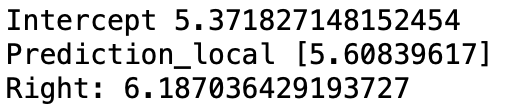 Intercept 5.371827148152454
Prediction_local [5.60839617]
Right: 6.187036429193727